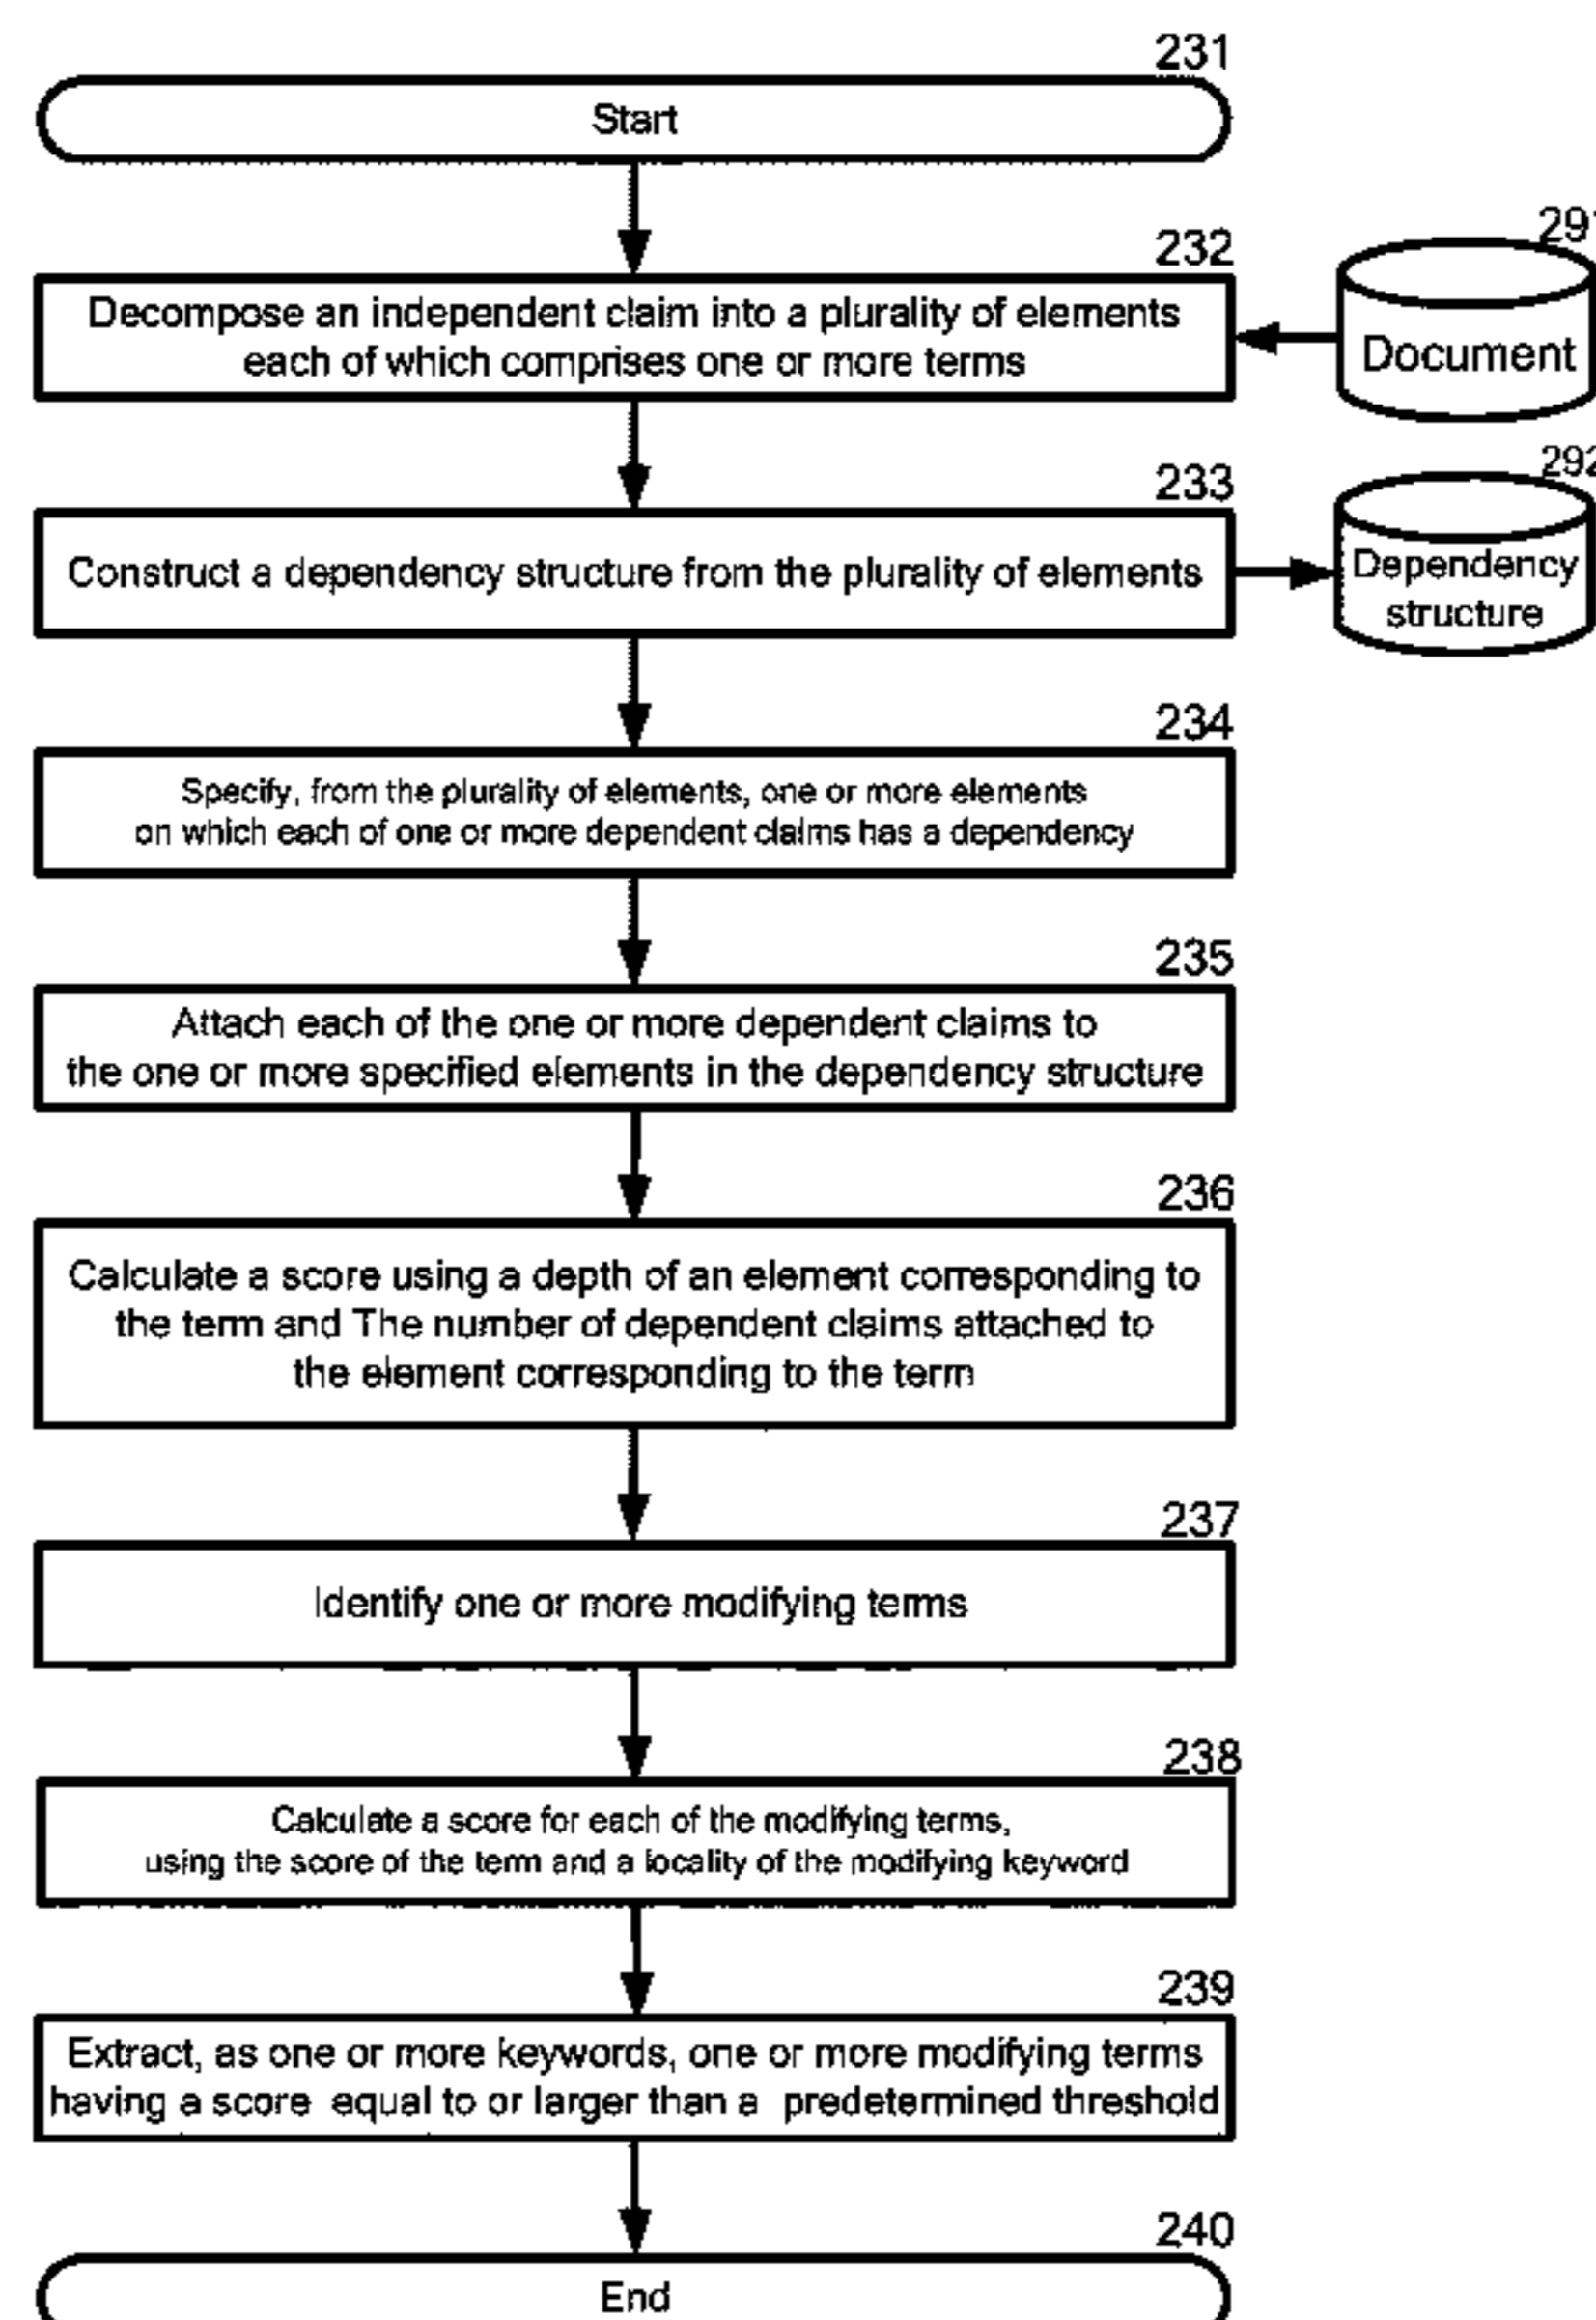 231
Start
232
291
Decompose an independent claim into a plurality of elements
each of which comprises one or more terms
Document
233
292
Construct a dependency structure from the plurality of elements
Dependency
structure
234
Specify, from the plurality of elements, one or more elements
on which each of one or more dependent claims has a dependency
235
Attach each of the one or more dependent claims to
the one or more specified elements in the dependency structure
236
Calculate a score using a depth of an element corresponding to
the term and The number of dependent claims attached to
the element corresponding to the term
237
Identify one or more modifying terms
238
Calculate a score for each of the modifying terms,
using the score of the term and a locality of the modifying keyword
239
Extract, as one or more keywords, one or more modifying terms
having a score equal to or larger than a predetermined threshold
240
End